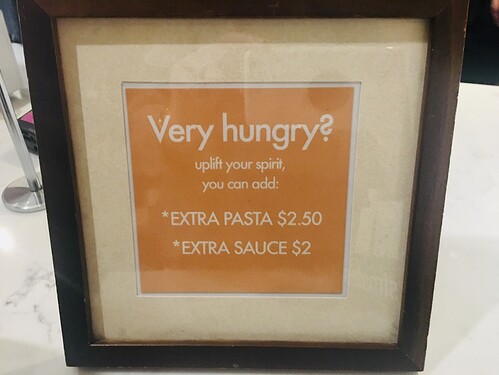 Very hungry?
uplift your spirit,
you can add:
*EXTRA PASTA $2.50
*EXTRA SAUCE $2